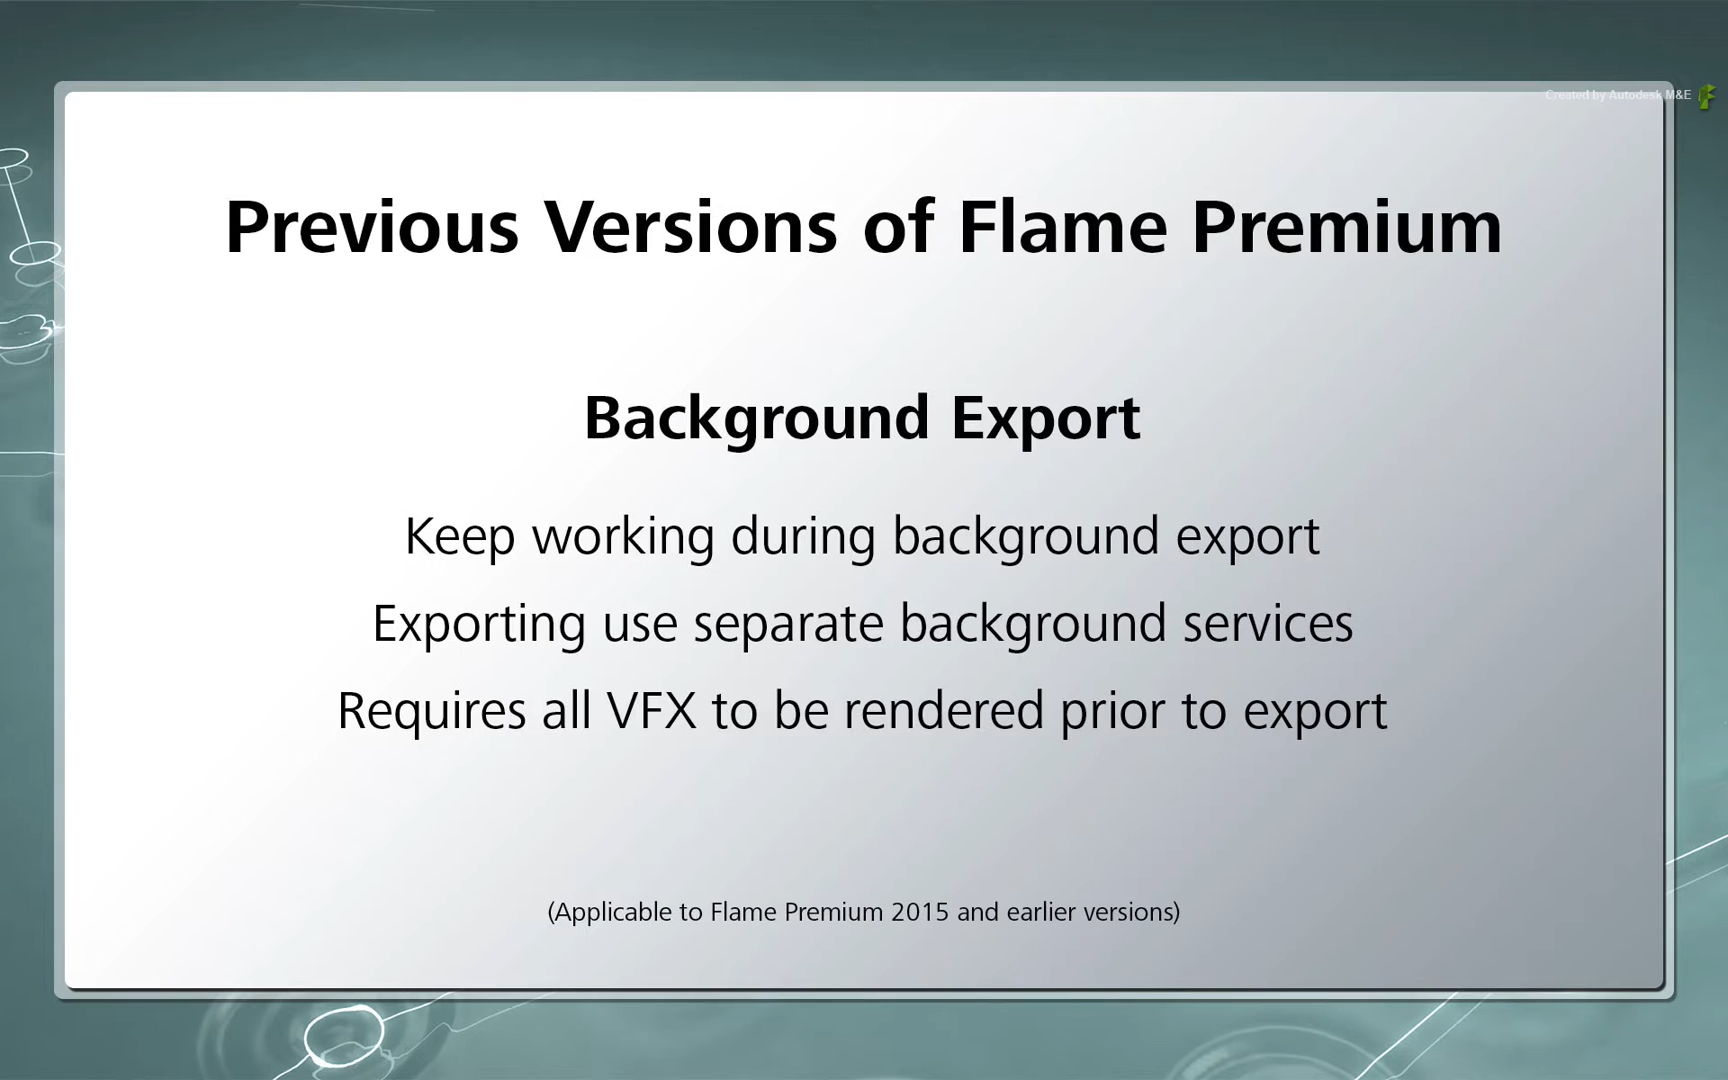 Created by Autodesk M&E
Previous Versions of Flame Premium
Background Export
Keep working during background export
Exporting use separate background services
Requires all VFX to be rendered prior to export
(Applicable to Flame Premium 2015 and earlier versions)